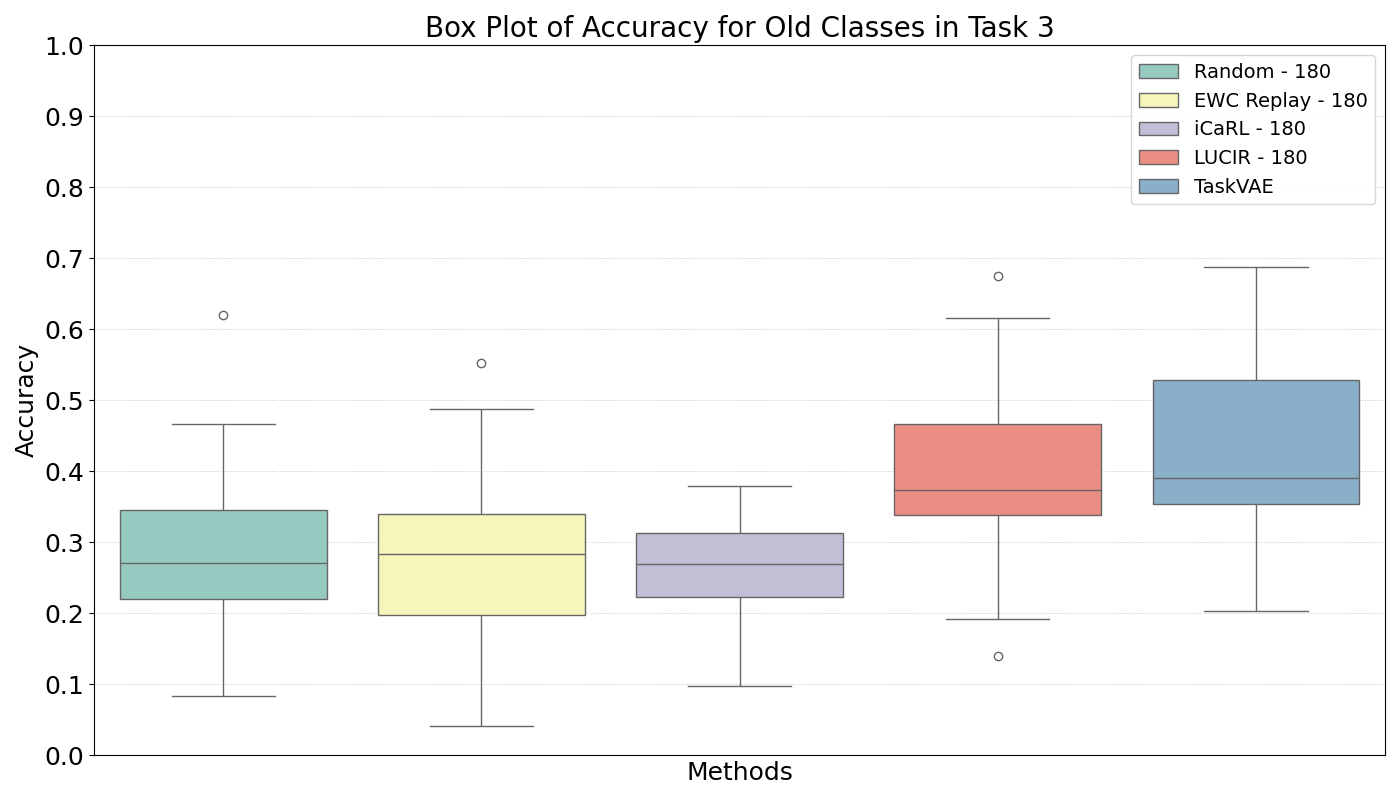 Box Plot of Accuracy for Old Classes in Task 3
1.0
0.9
0.8
0.7
0.6
0.5
0.4
0.3
0.2
0.1
0.0
Accuracy
Methods
Random - 180
EWC Replay - 180
iCaRL - 180
LUCIR - 180
TaskVAE